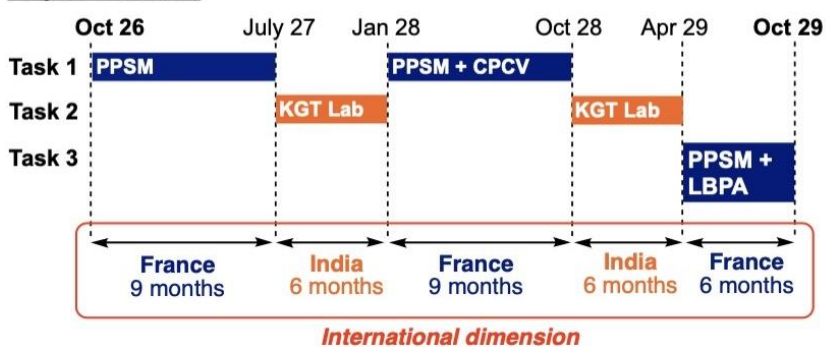 Oct 26 July 27 Jan 28 Oct 28 Apr 29 Oct 29
Task 1 PPSM PPSM + CPCV
Task 2 KGT Lab KGT Lab
Task 3 PPSM +
LBPA
France India France India France
9 months 6 months 9 months 6 months 6 months
International dimension